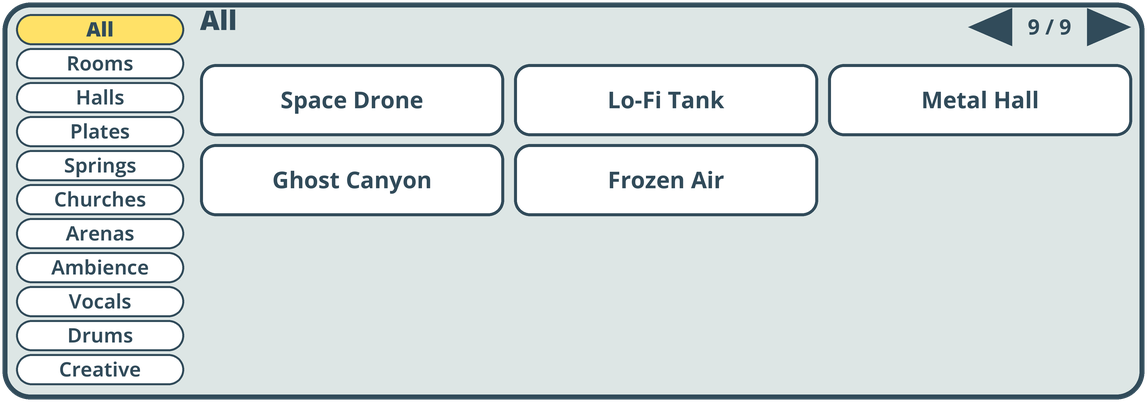 All
Rooms
Halls
Plates
Springs
Churches
Arenas
Ambience
Vocals
Drums
Creative
All
9 / 9
Space Drone
Lo-Fi Tank
Metal Hall
Ghost Canyon
Frozen Air